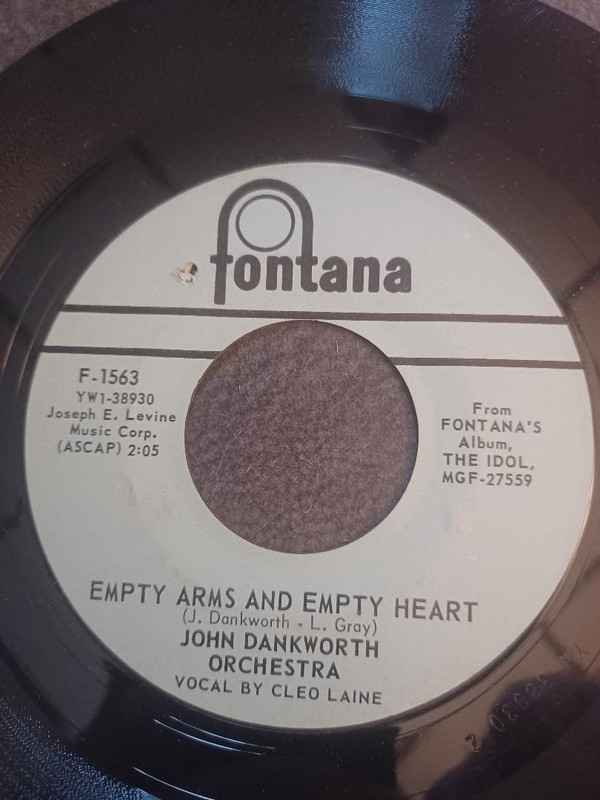 fontana
F-1563
YW1-38930
Joseph E. Levine
Music Corp.
(ASCAP) 2:05
From
FONTANA'S
Album,
THE IDOL,
MGF-27559
EMPTY ARMS AND EMPTY HEART
(J. Dankworth - L. Gray)
JOHN DANKWORTH
ORCHESTRA
VOCAL BY CLEO LAINE